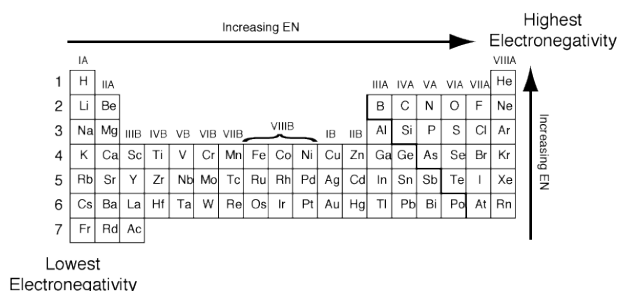 Increasing EN
Highest
Electronegativity
IA VIIIA
1 H He
IIA IIIA IVA VA VIA VIIA
2 Li Be B C N O F Ne
3 Na Mg IIIB IVB VB VIB VIIB VIIIB IB IIB Al Si P S Cl Ar
4 K Ca Sc Ti V Cr Mn Fe Co Ni Cu Zn Ga Ge As Se Br Kr
5 Rb Sr Y Zr Nb Mo Tc Ru Rh Pd Ag Cd In Sn Sb Te I Xe
6 Cs Ba La Hf Ta W Re Os Ir Pt Au Hg Tl Pb Bi Po At Rn
7 Fr Rd Ac
Increasing EN
Lowest
Electronegativity